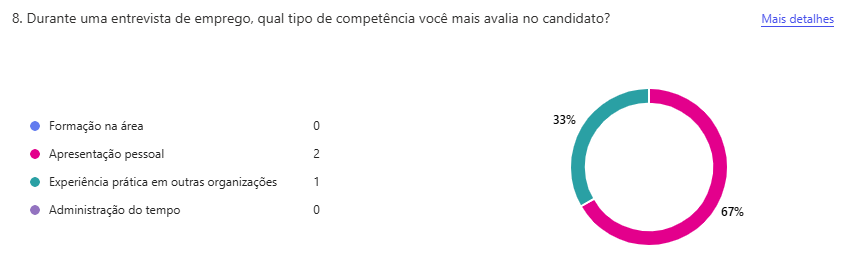 8. Durante uma entrevista de emprego, qual tipo de competência você mais avalia no candidato?
Mais detalhes
Formação na área 0
Apresentação pessoal 2
Experiência prática em outras organizações 1
Administração do tempo 0
33%
67%